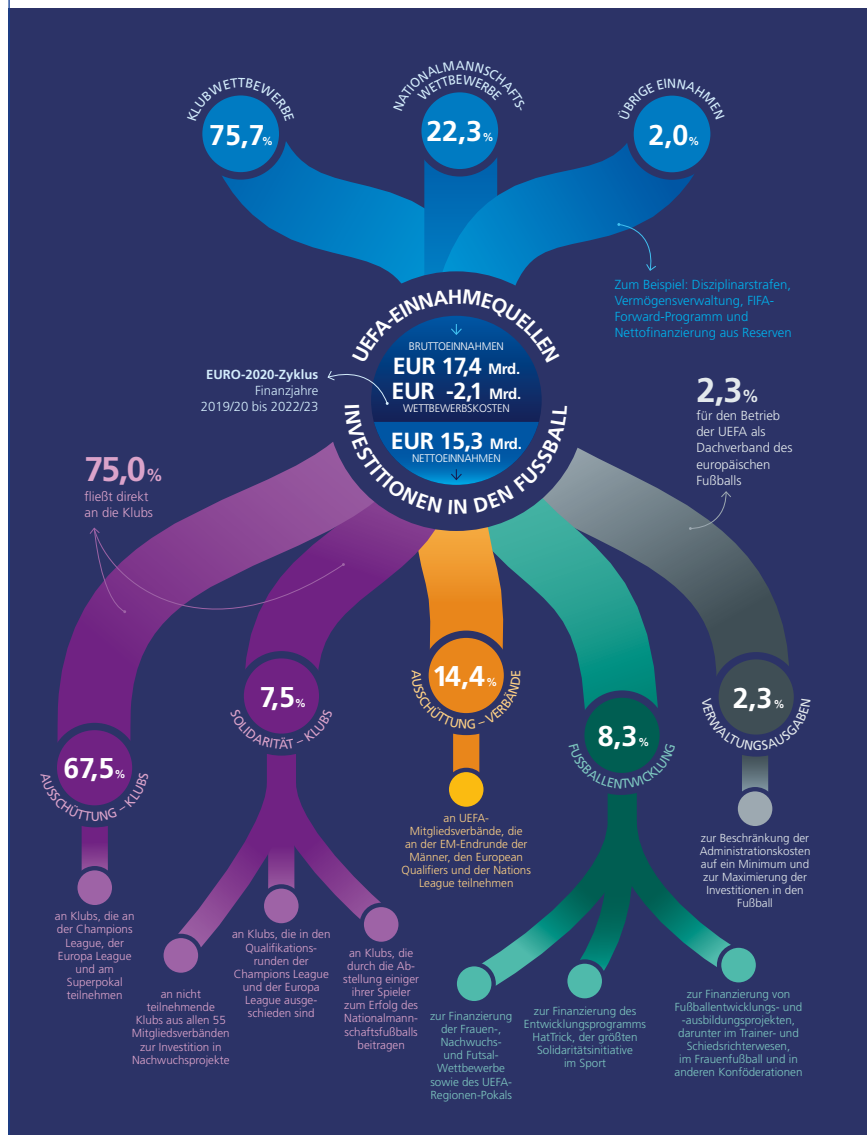 KLUBWETTBEWERBE
75,7%
NATIONALMANNSCHAFTS-
WETTBEWERBE
22,3%
ÜBRIGE EINNAHMEN
2,0%
Zum Beispiel: Disziplinarstrafen,
Vermögensverwaltung, FIFA-
Forward-Programm und
Nettofinanzierung aus Reserven
UEFA-EINNAHMEQUELLEN
BRUTTOEINNAHMEN
EUR 17,4 Mrd.
EUR -2,1 Mrd.
WETTBEWERBSKOSTEN
EUR 15,3 Mrd.
NETTOEINNAHMEN
INVESTITIONEN IN DEN FUSSBALL
EURO-2020-Zyklus
Finanzjahre
2019/20 bis 2022/23
2,3%
für den Betrieb
der UEFA als
Dachverband des
europäischen
Fußballs
75,0%
fließt direkt
an die Klubs
67,5%
AUSSCHÜTTUNG – KLUBS
an Klubs, die an
der Champions
League, der
Europa League
und am
Superpokal
teilnehmen
7,5%
SOLIDARITÄT – KLUBS
an nicht
teilnehmende
Klubs aus allen 55
Mitgliedsverbänden
zur Investition in
Nachwuchsprojekte
an Klubs, die in den
Qualifikations-
runden der
Champions League
und der Europa
League ausge-
schieden sind
an Klubs, die
durch die Ab-
stellung einiger
ihrer Spieler
zum Erfolg des
Nationalmann-
schaftsfußballs
beitragen
14,4%
AUSSCHÜTTUNG – VERBÄNDE
an UEFA-
Mitgliedsverbände, die
an der EM-Endrunde der
Männer, den European
Qualifiers und der Nations
League teilnehmen
8,3%
FUSSBALLENTWICKLUNG
zur Finanzierung
der Frauen-,
Nachwuchs-
und Futsal-
Wettbewerbe
sowie des UEFA-
Regionen-Pokals
zur Finanzierung des
Entwicklungsprogramms
HatTrick, der größten
Solidaritätsinitiative
im Sport
zur Finanzierung von
Fußballentwicklungs- und
-ausbildungsprojekten,
darunter im Trainer- und
Schiedsrichterwesen,
im Frauenfußball und in
anderen Konföderationen
2,3%
VERWALTUNGSAUSGABEN
zur Beschränkung der
Administrationskosten
auf ein Minimum und
zur Maximierung der
Investitionen in den
Fußball